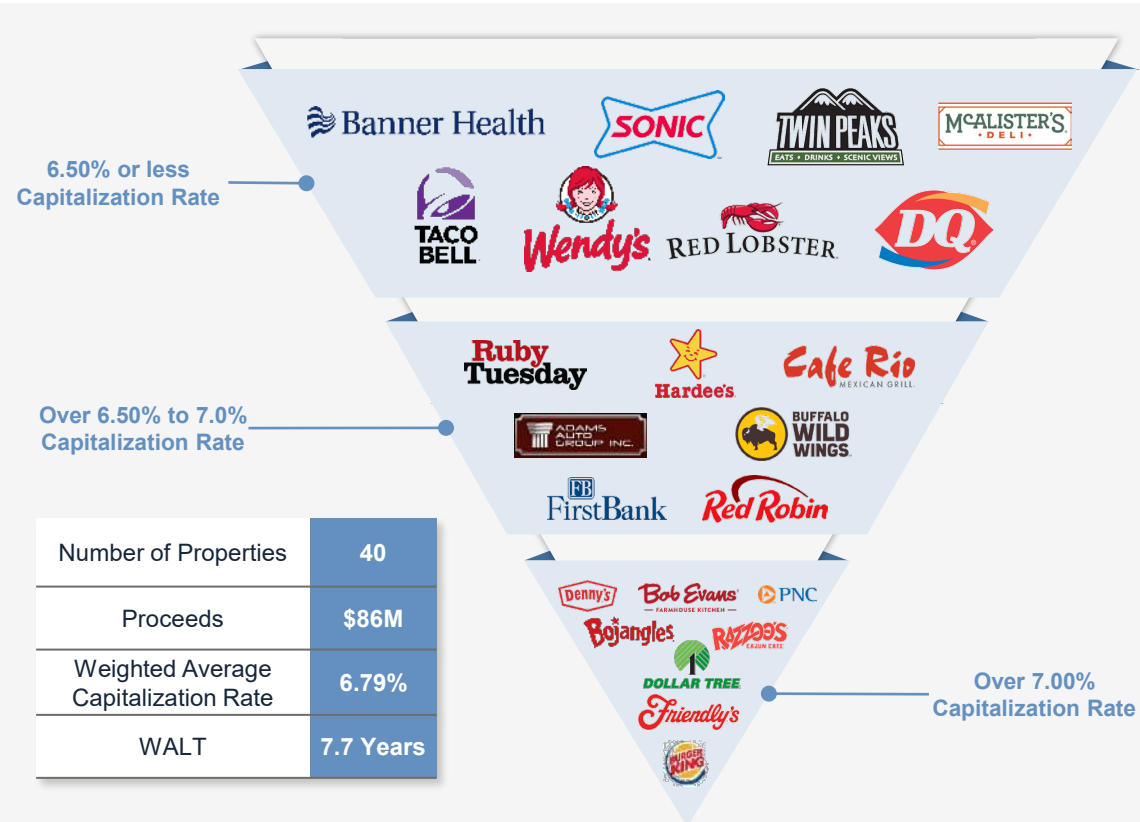 Banner Health
SONIC
TWIN PEAKS
EATS • DRINKS • SCENIC VIEWS
McALISTER'S
• DELI •
6.50% or less
Capitalization Rate
TACO
BELL
Wendy's
RED LOBSTER
DQ
Ruby
Tuesday
Hardee's
Cafe Rio
MEXICAN GRILL
Over 6.50% to 7.0%
Capitalization Rate
ADAMS
AUTO
GROUP INC.
BUFFALO
WILD
WINGS
FB
FirstBank
Red Robin
Number of Properties 40
Proceeds $86M
Weighted Average
Capitalization Rate 6.79%
WALT 7.7 Years
Denny's
Bob Evans
FARMHOUSE KITCHEN
PNC
Bojangles
RAZZOO'S
CAJUN CAFE
DOLLAR TREE
Friendly's
BURGER
KING
Over 7.00%
Capitalization Rate